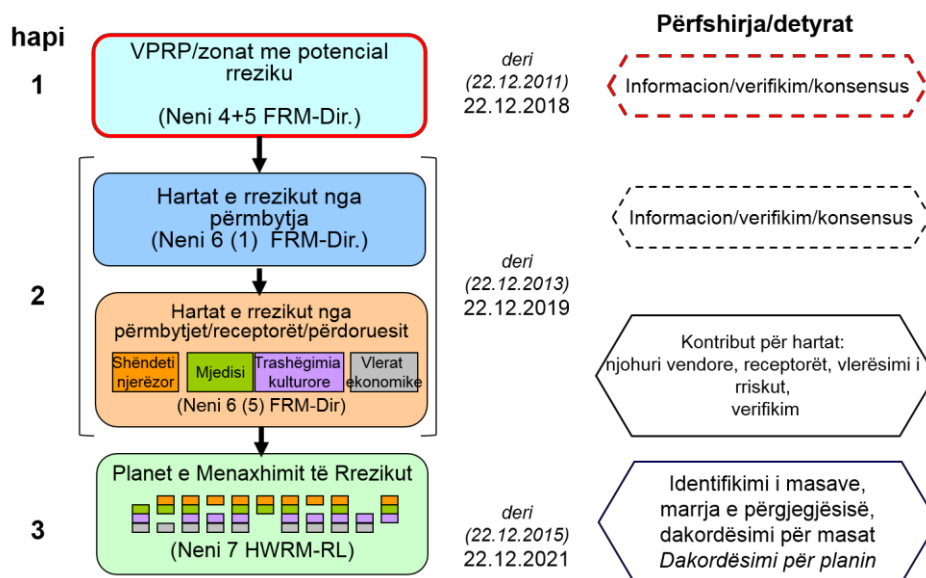 hapi
Përfshirja/detyrat
1
VPRP/zonat me potencial
rreziku
(Neni 4+5 FRM-Dir.)
deri
(22.12.2011)
22.12.2018
Informacion/verifikim/konsensus
2
Hartat e rrezikut nga
përmbytja
(Neni 6 (1) FRM-Dir.)
Informacion/verifikim/konsensus
deri
(22.12.2013)
22.12.2019
Hartat e rrezikut nga
përmbytjet/receptorët/përdoruesit
Shëndeti
njerëzor
Mjedisi
Trashëgimia
kulturore
Vlerat
ekonomike
(Neni 6 (5) FRM-Dir)
Kontribut për hartat:
njohuri vendore, receptorët, vlerësimi i
rriskut,
verifikim
3
Planet e Menaxhimit të Rrezikut
(Neni 7 HWRM-RL)
deri
(22.12.2015)
22.12.2021
Identifikimi i masave,
marrja e përgjegjësisë,
dakordësimi për masat
Dakordësimi për planin